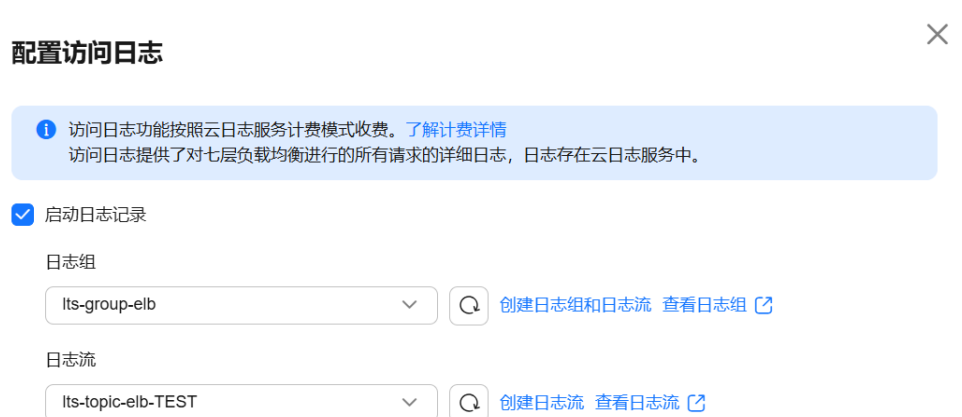 配置访问日志
访问日志功能按照云日志服务计费模式收费。了解计费详情
访问日志提供了对七层负载均衡进行的所有请求的详细日志，日志存在云日志服务中。
启动日志记录
日志组
lts-group-elb 创建日志组和日志流 查看日志组
日志流
lts-topic-elb-TEST 创建日志流 查看日志流